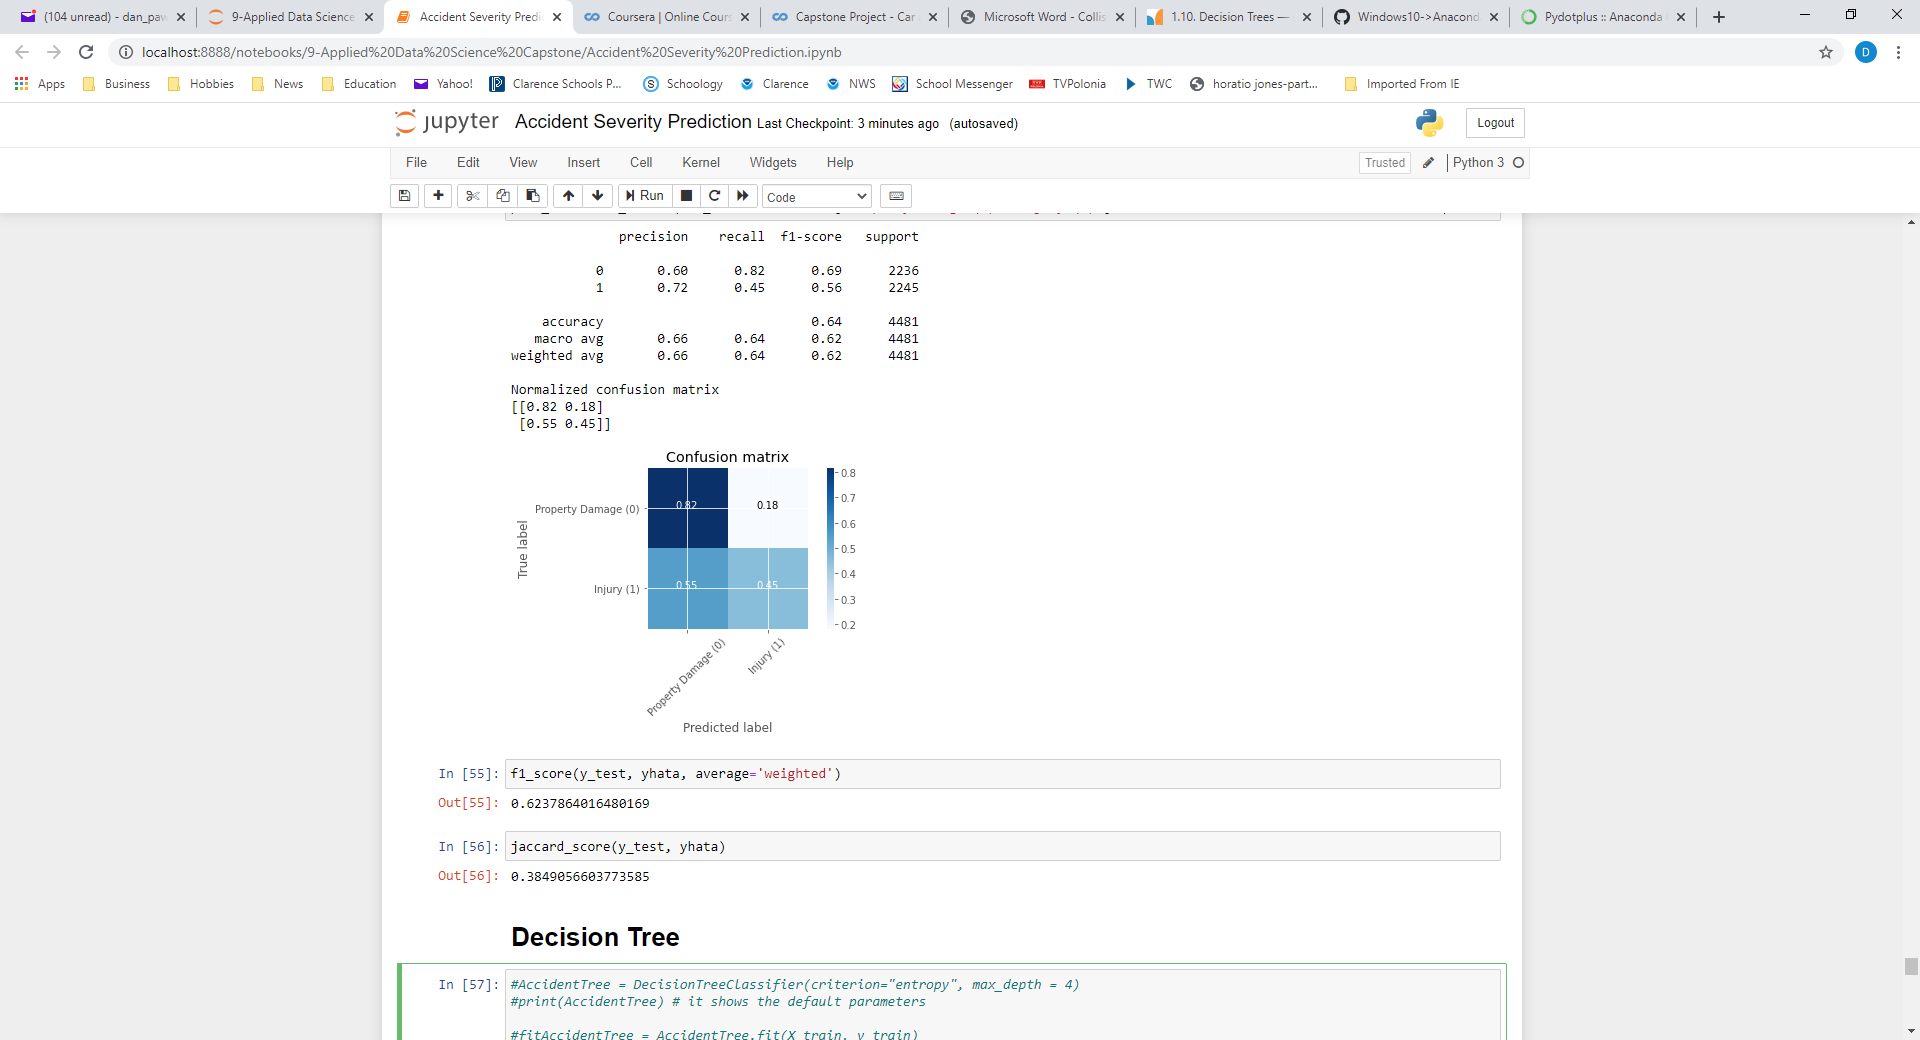 (104 unread) - dan_paw
9-Applied Data Science
Accident Severity Predi
Coursera | Online Cour
Capstone Project - Car
Microsoft Word - Collis
1.10. Decision Trees —
Windows10->Anacond
Pydotplus :: Anaconda
localhost:8888/notebooks/9-Applied%20Data%20Science%20Capstone/Accident%20Severity%20Prediction.ipynb
D
Apps Business Hobbies News Education Yahoo! Clarence Schools P... Schoology Clarence NWS School Messenger TVPolonia TWC horatio jones-part... Imported From IE
jupyter Accident Severity Prediction Last Checkpoint: 3 minutes ago (autosaved) Logout
File Edit View Insert Cell Kernel Widgets Help Trusted Python 3
Run Code
precision recall f1-score support
0 0.60 0.82 0.69 2236
1 0.72 0.45 0.56 2245
accuracy 0.64 4481
macro avg 0.66 0.64 0.62 4481
weighted avg 0.66 0.64 0.62 4481
Normalized confusion matrix
[[0.82 0.18]
[0.55 0.45]]
Confusion matrix
True label
Property Damage (0)
Injury (1)
0.82 0.18
0.55 0.45
0.8
0.7
0.6
0.5
0.4
0.3
0.2
Property Damage (0)
Injury (1)
Predicted label
In [55]: f1_score(y_test, yhata, average='weighted')
Out[55]: 0.6237864016480169
In [56]: jaccard_score(y_test, yhata)
Out[56]: 0.3849056603773585
Decision Tree
In [57]: #AccidentTree = DecisionTreeClassifier(criterion="entropy", max_depth = 4)
#print(AccidentTree) # it shows the default parameters
#fitAccidentTree = AccidentTree.fit(X_train, y_train)